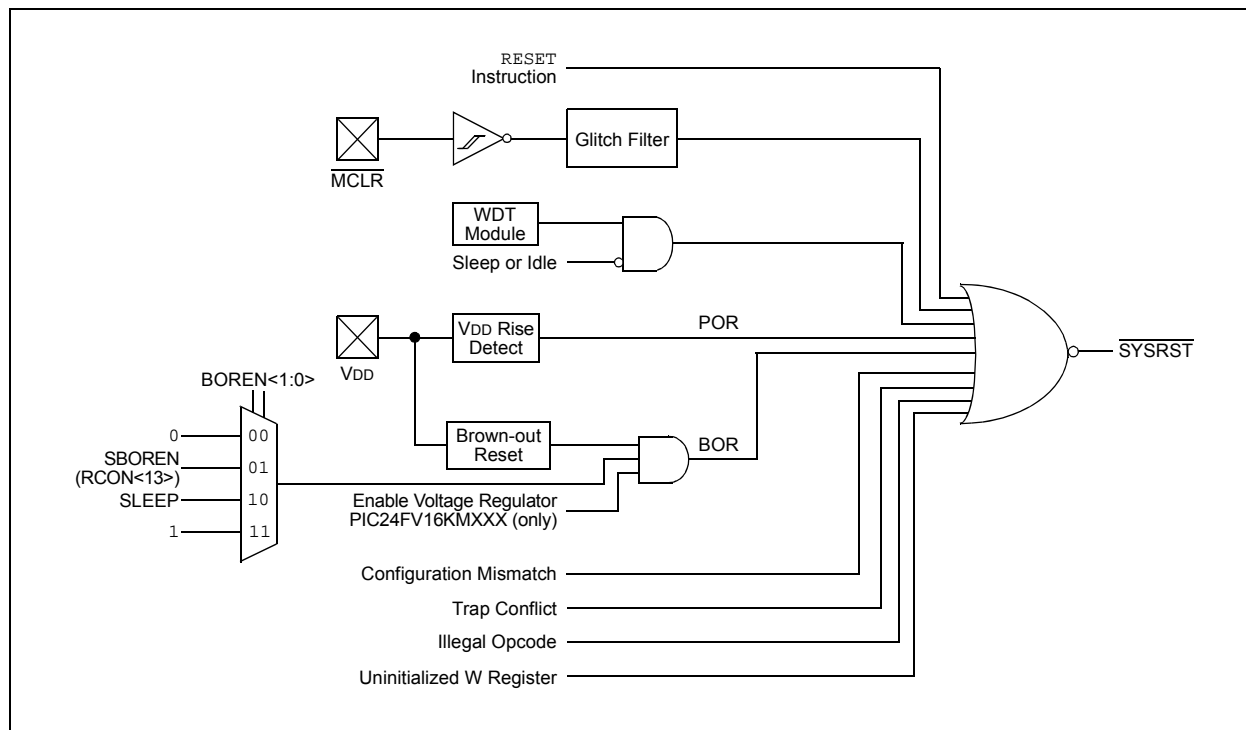 RESET
Instruction
MCLR
Glitch Filter
WDT
Module
Sleep or Idle
VDD
VDD Rise
Detect
POR
BOREN<1:0>
0
00
SBOREN
(RCON<13>)
01
SLEEP
10
1
11
Brown-out
Reset
BOR
Enable Voltage Regulator
PIC24FV16KMXXX (only)
SYSRST
Configuration Mismatch
Trap Conflict
Illegal Opcode
Uninitialized W Register